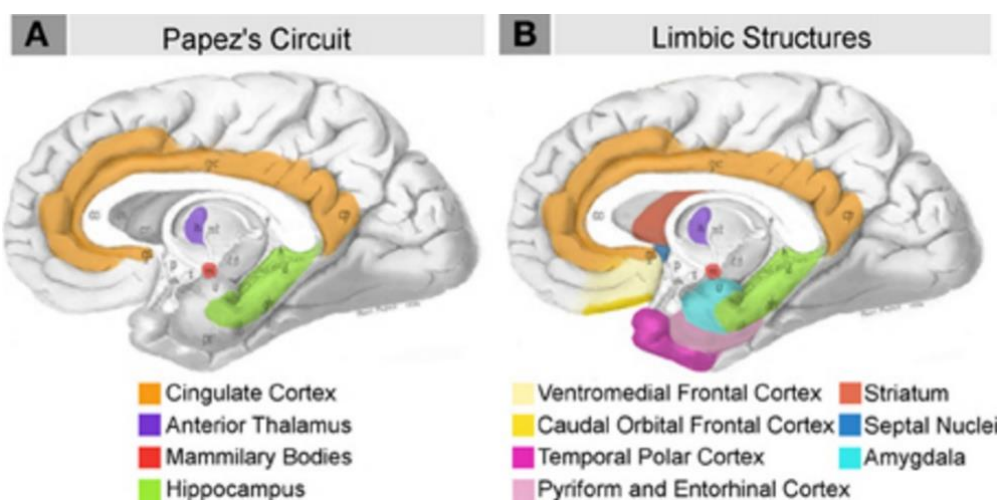 A
Papez's Circuit
B
Limbic Structures
Cingulate Cortex
Anterior Thalamus
Mammilary Bodies
Hippocampus
Ventromedial Frontal Cortex
Caudal Orbital Frontal Cortex
Temporal Polar Cortex
Pyriform and Entorhinal Cortex
Striatum
Septal Nuclei
Amygdala